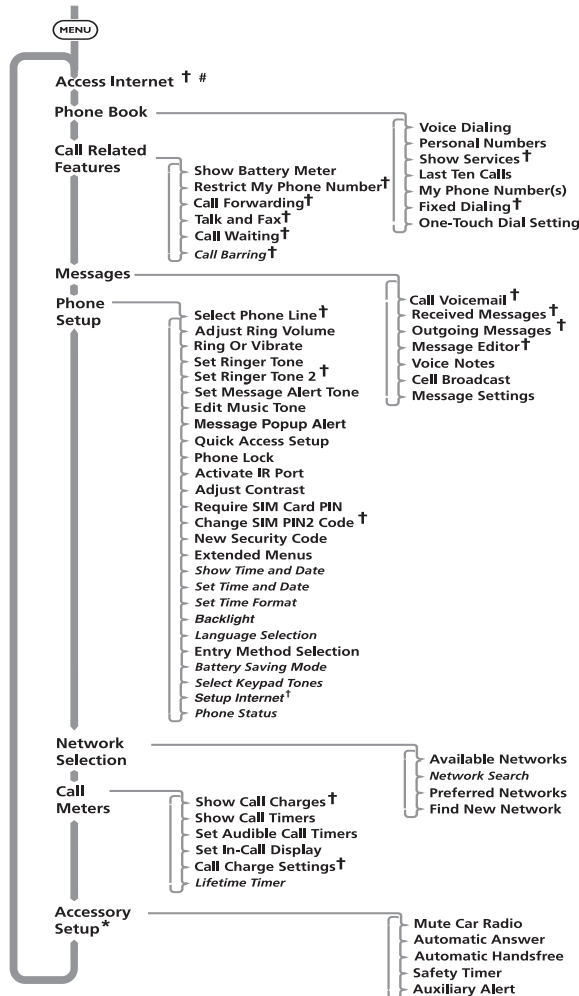 MENU
Access Internet † #
Phone Book
Voice Dialing
Personal Numbers
Show Services†
Last Ten Calls
My Phone Number(s)
Fixed Dialing†
One-Touch Dial Setting
Call Related
Features
Show Battery Meter
Restrict My Phone Number†
Call Forwarding†
Talk and Fax†
Call Waiting†
Call Barring†
Messages
Call Voicemail †
Received Messages †
Outgoing Messages †
Message Editor†
Voice Notes
Cell Broadcast
Message Settings
Phone
Setup
Select Phone Line†
Adjust Ring Volume
Ring Or Vibrate
Set Ringer Tone
Set Ringer Tone 2 †
Set Message Alert Tone
Edit Music Tone
Message Popup Alert
Quick Access Setup
Phone Lock
Activate IR Port
Adjust Contrast
Require SIM Card PIN
Change SIM PIN2 Code †
New Security Code
Extended Menus
Show Time and Date
Set Time and Date
Set Time Format
Backlight
Language Selection
Entry Method Selection
Battery Saving Mode
Select Keypad Tones
Setup Internet†
Phone Status
Network
Selection
Available Networks
Network Search
Preferred Networks
Find New Network
Call
Meters
Show Call Charges†
Show Call Timers
Set Audible Call Timers
Set In-Call Display
Call Charge Settings†
Lifetime Timer
Accessory
Setup*
Mute Car Radio
Automatic Answer
Automatic Handsfree
Safety Timer
Auxiliary Alert